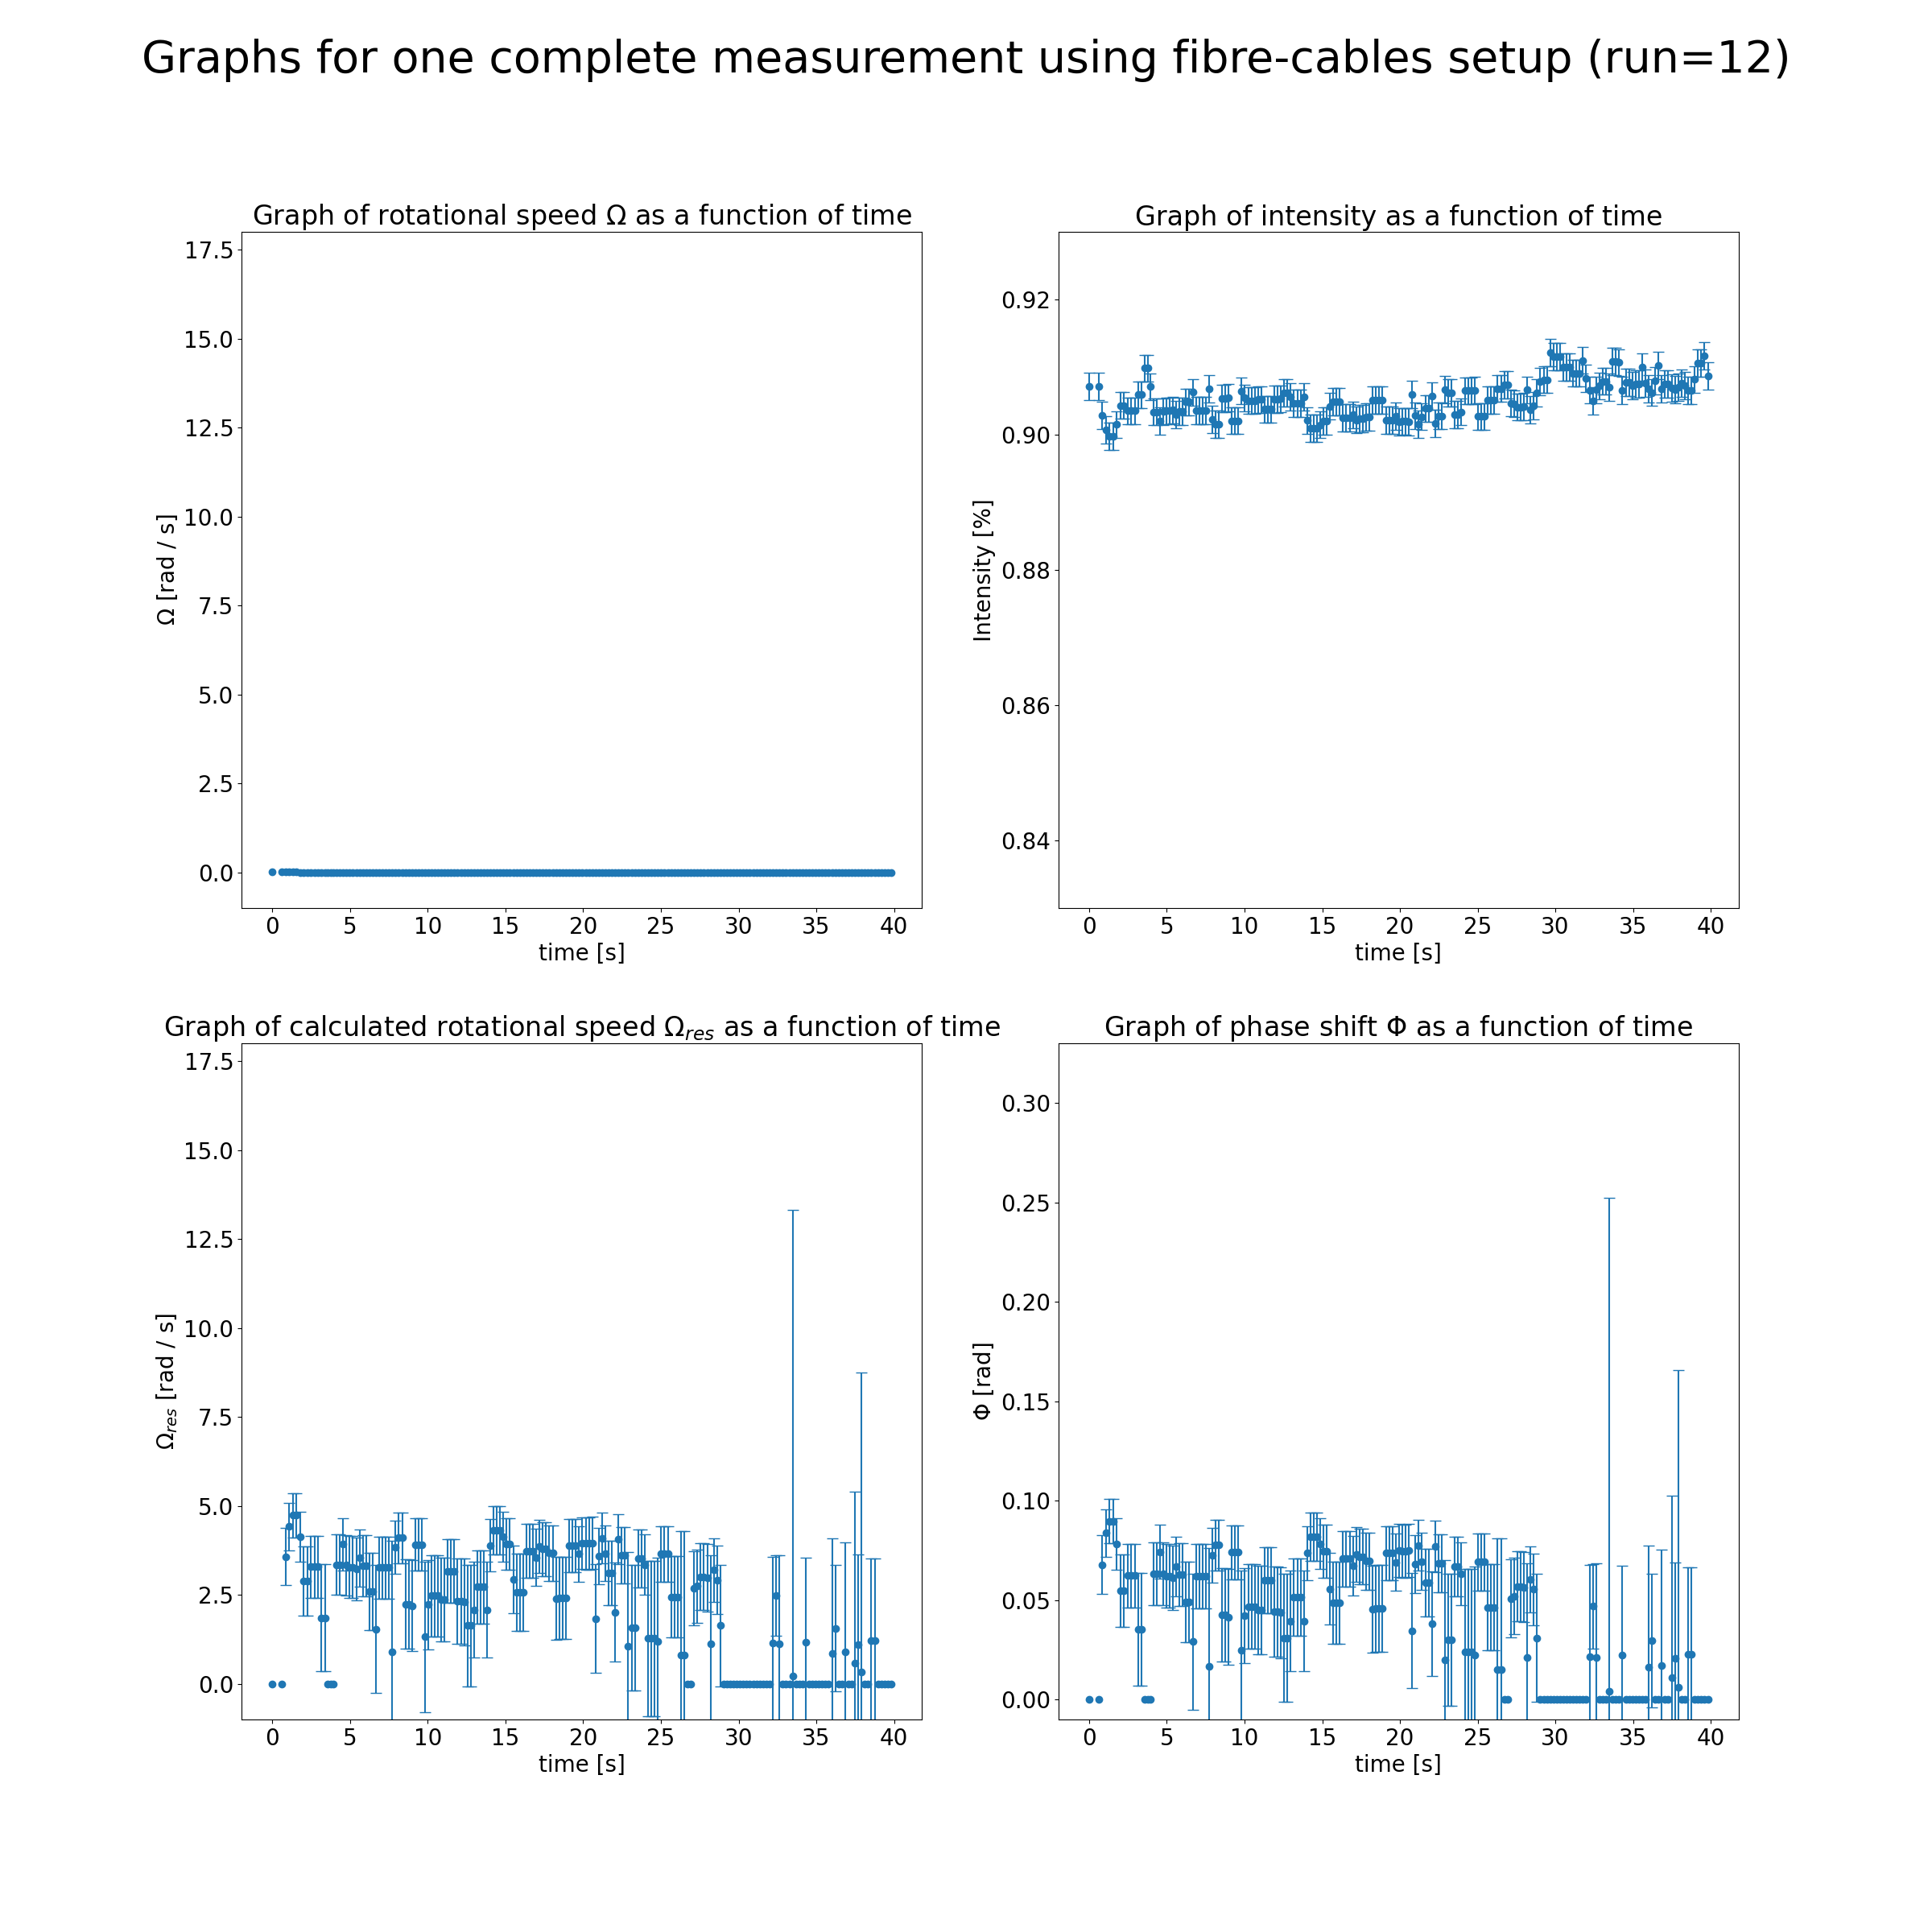 Graphs for one complete measurement using fibre-cables setup (run=12)
Graph of rotational speed Ω as a function of time
17.5
15.0
12.5
10.0
7.5
5.0
2.5
0.0
Ω [rad / s]
0 5 10 15 20 25 30 35 40
time [s]
Graph of intensity as a function of time
0.92
0.90
0.88
0.86
0.84
Intensity [%]
0 5 10 15 20 25 30 35 40
time [s]
Graph of calculated rotational speed Ωres as a function of time
17.5
15.0
12.5
10.0
7.5
5.0
2.5
0.0
Ωres [rad / s]
0 5 10 15 20 25 30 35 40
time [s]
Graph of phase shift Φ as a function of time
0.30
0.25
0.20
0.15
0.10
0.05
0.00
Φ [rad]
0 5 10 15 20 25 30 35 40
time [s]